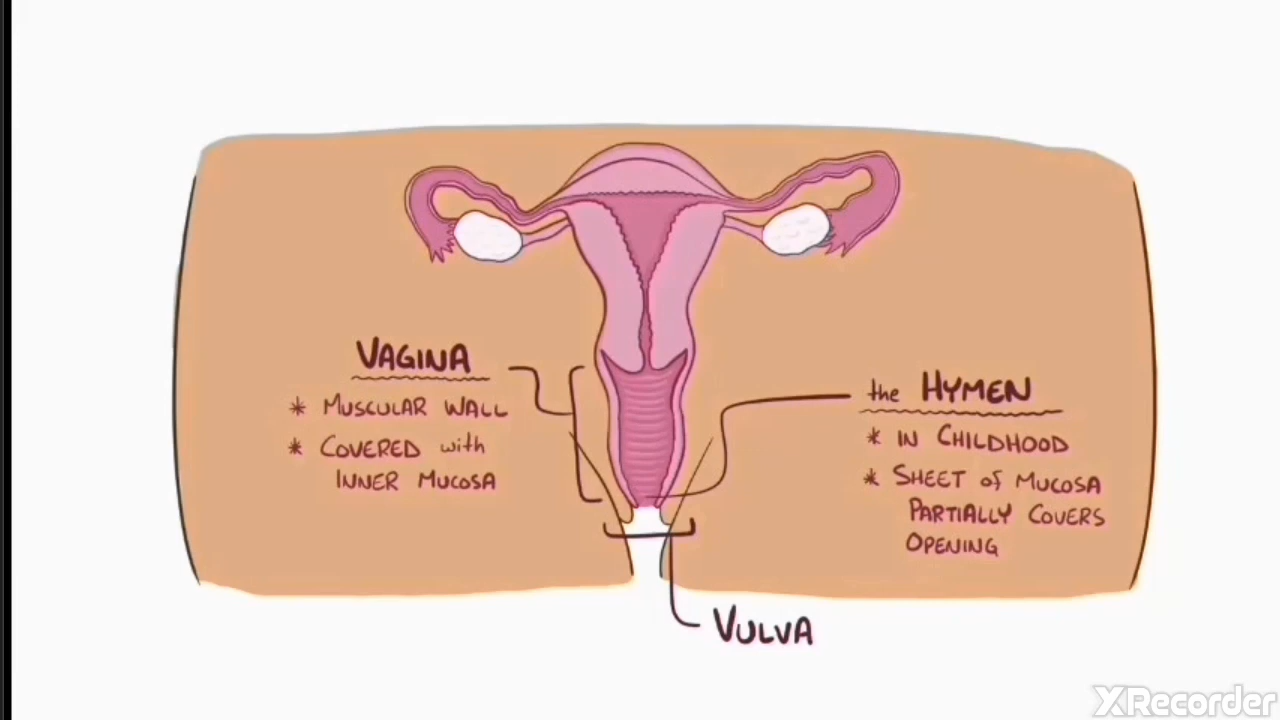 VAGINA
* MUSCULAR WALL
* COVERED with
INNER MUCOSA
the HYMEN
* IN CHILDHOOD
* SHEET of MUCOSA
PARTIALLY COVERS
OPENING
VULVA
XRecorder